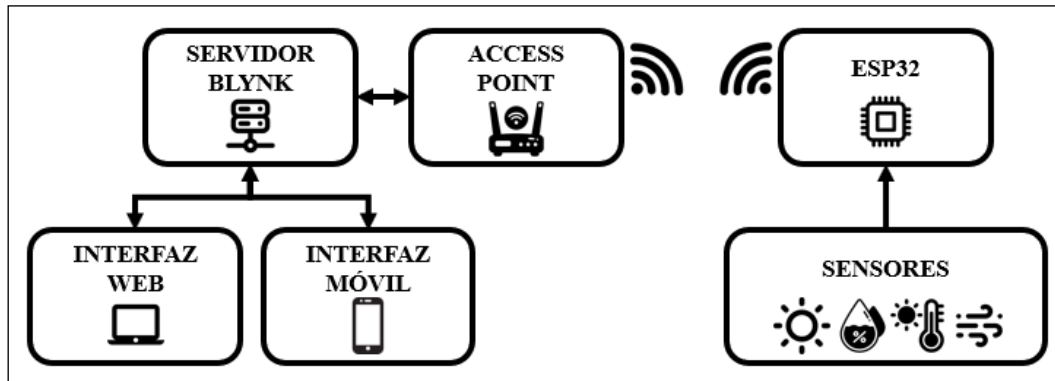 SERVIDOR
BLYNK
ACCESS
POINT
ESP32
INTERFAZ
WEB
INTERFAZ
MÓVIL
SENSORES
%